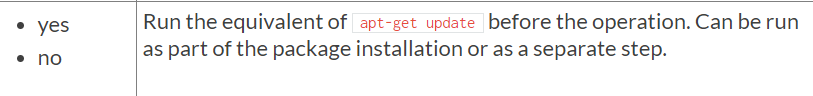 yes
no
Run the equivalent of apt-get update before the operation. Can be run
as part of the package installation or as a separate step.